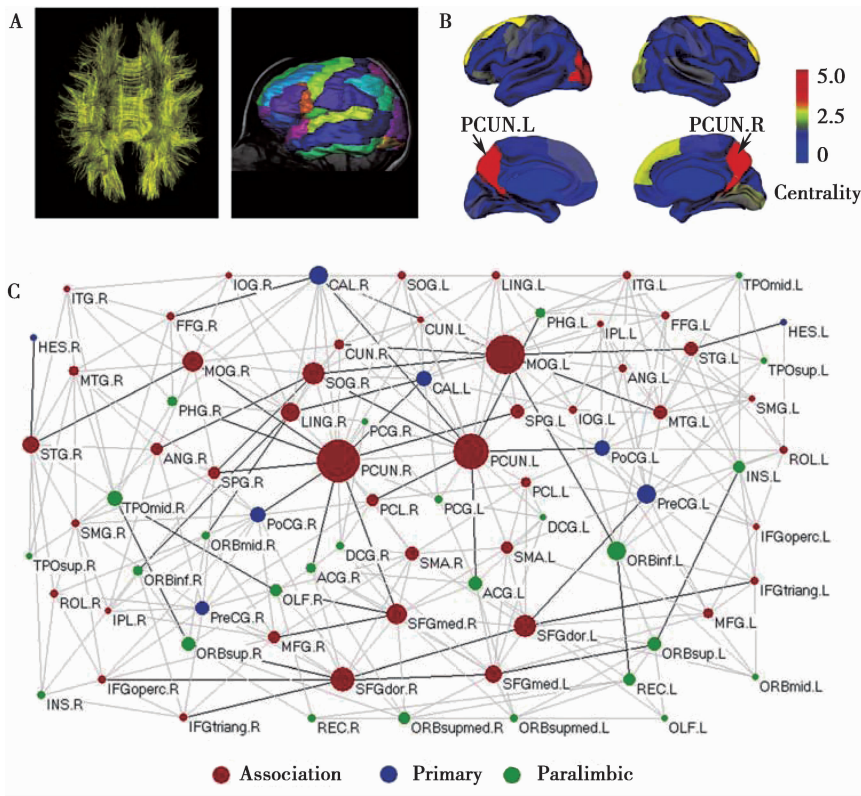 A
B
5.0
2.5
0
Centrality
PCUN.L
PCUN.R
C
IOG.R
CAL.R
SOG.L
LING.L
ITG.L
TPOmid.L
ITG.R
FFG.R
CUN.L
PHG.L
IPL.L
FFG.L
HES.L
HES.R
CUN.R
MOG.L
STG.L
MTG.R
MOG.R
SOG.R
CAL.L
ANG.L
TPOsup.L
PHG.R
LING.R
PCG.R
SPG.L
IOG.L
MTG.L
SMG.L
STG.R
ANG.R
PCUN.R
PCUN.L
PoCG.L
ROL.L
SPG.R
INS.L
TPOmid.R
PCL.R
PCG.L
PCL.L
PreCG.L
SMG.R
PoCG.R
DCG.L
ORBmid.R
DCG.R
SMA.R
SMA.L
ORBinf.L
IFGoperc.L
TPOsup.R
ORBinf.R
ACG.R
OLF.R
ACG.L
IFGtriang.L
ROL.R
IPL.R
PreCG.R
SFGmed.R
SFGdor.L
MFG.L
MFG.R
ORBsup.R
ORBsup.L
IFGoperc.R
SFGdor.R
SFGmed.L
REC.L
ORBmid.L
INS.R
IFGtriang.R
REC.R
ORBsupmed.R
ORBsupmed.L
OLF.L
Association
Primary
Paralimbic